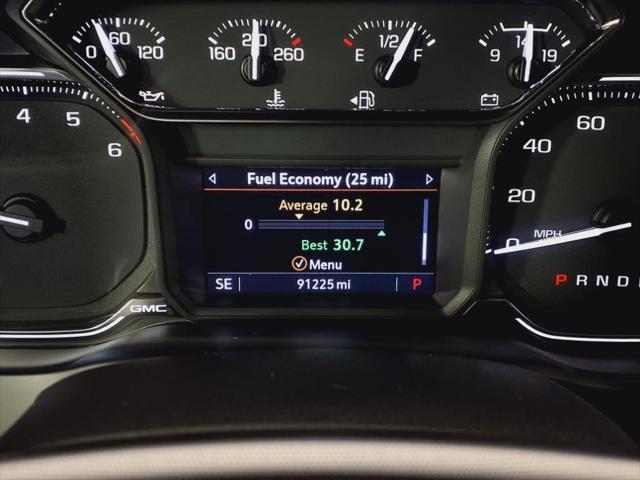 0 60 120
160 210 260
E 1/2 F
9 14 19
4 5 6
Fuel Economy (25 mi)
Average 10.2
0
Best 30.7
Menu
SE 91225 mi P
GMC
60
40
20
0
MPH
P R N D